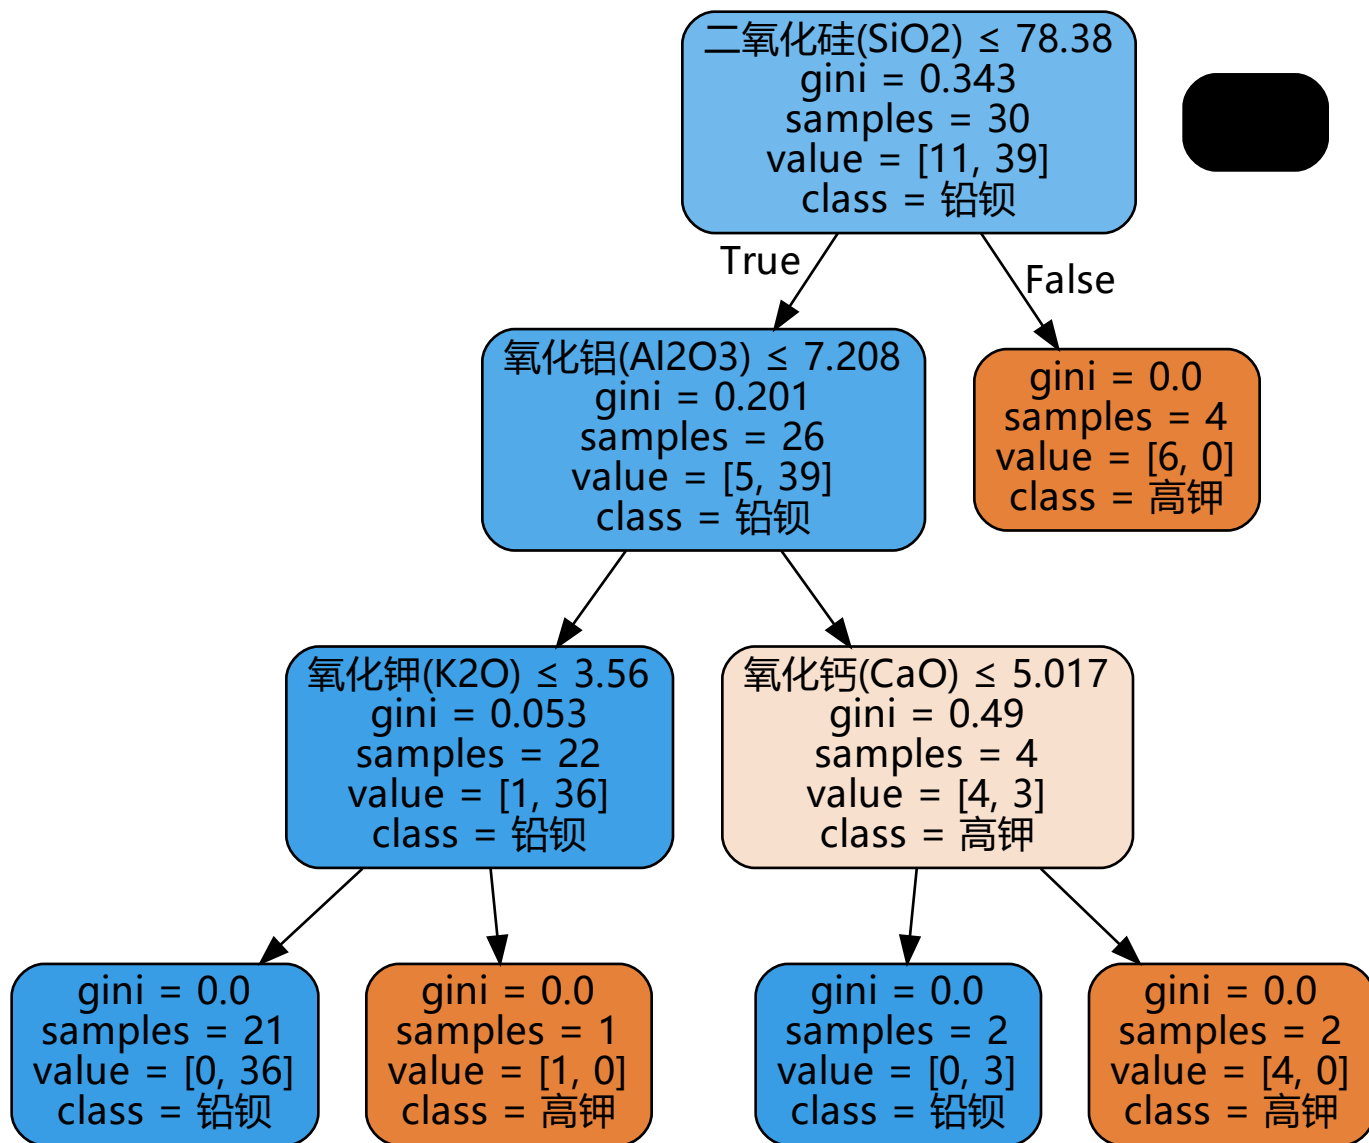 二氧化硅(SiO2) ≤ 78.38
gini = 0.343
samples = 30
value = [11, 39]
class = 铅钡
True
False
氧化铝(Al2O3) ≤ 7.208
gini = 0.201
samples = 26
value = [5, 39]
class = 铅钡
gini = 0.0
samples = 4
value = [6, 0]
class = 高钾
氧化钾(K2O) ≤ 3.56
gini = 0.053
samples = 22
value = [1, 36]
class = 铅钡
氧化钙(CaO) ≤ 5.017
gini = 0.49
samples = 4
value = [4, 3]
class = 高钾
gini = 0.0
samples = 21
value = [0, 36]
class = 铅钡
gini = 0.0
samples = 1
value = [1, 0]
class = 高钾
gini = 0.0
samples = 2
value = [0, 3]
class = 铅钡
gini = 0.0
samples = 2
value = [4, 0]
class = 高钾